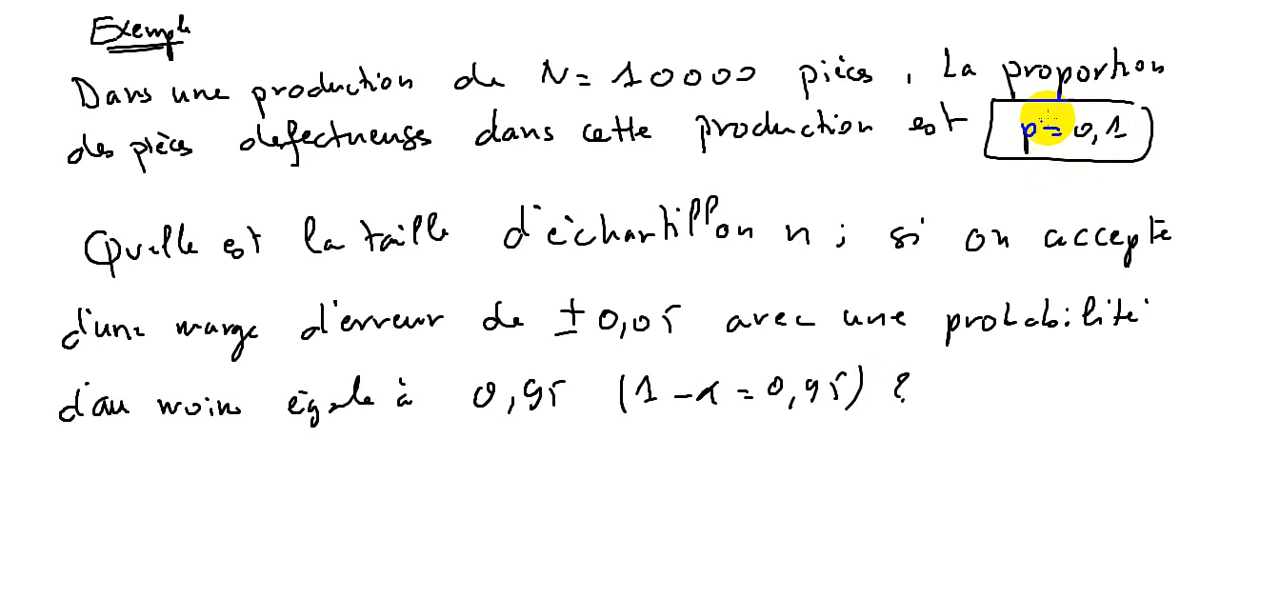 Exemple
Dans une production de N = 10000 pièces, La proportion
des pièces defectueuses dans cette production est p = 0,1
Quelle est la taille d'échantillon n ; si on accepte
d'une marge d'erreur de ± 0,05 avec une probabilité
d'au moins égale à 0,95 (1 - α = 0,95) ?